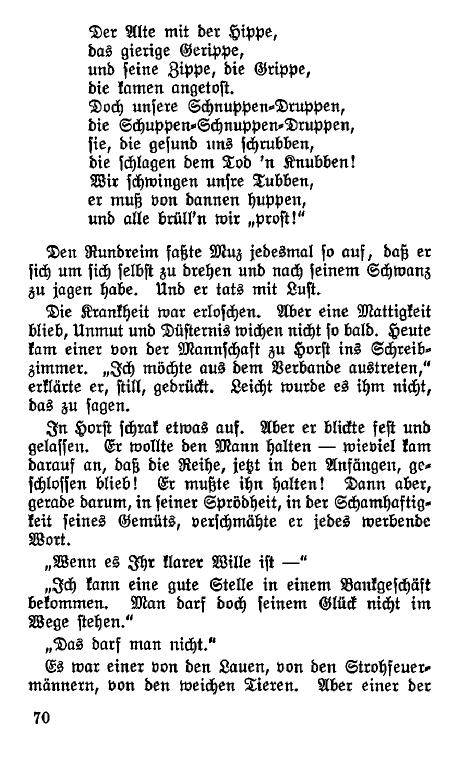 Der Alte mit der Hippe,
das gierige Gerippe,
und seine Zippe, die Grippe,
die kamen angetost.
Doch unsere Schnuppen-Druppen,
die Schuppen-Schnuppen-Druppen,
sie, die gesund uns schrubben,
die schlagen dem Tod 'n Knubben!
Wir schwingen unsre Tubben,
er muß von dannen huppen,
und alle brüll'n wir „prost!“
Den Rundreim faßte Muz jedesmal so auf, daß er
sich um sich selbst zu drehen und nach seinem Schwanz
zu jagen habe. Und er tats mit Lust.
Die Krankheit war erloschen. Aber eine Mattigkeit
blieb, Unmut und Düsternis wichen nicht so bald. Heute
kam einer von der Mannschaft zu Horst ins Schreib-
zimmer. „Ich möchte aus dem Verbande austreten,“
erklärte er, still, gedrückt. Leicht wurde es ihm nicht,
das zu sagen.
In Horst schrak etwas auf. Aber er blickte fest und
gelassen. Er wollte den Mann halten — wieviel kam
darauf an, daß die Reihe, jetzt in den Anfängen, ge-
schlossen blieb! Er mußte ihn halten! Dann aber,
gerade darum, in seiner Sprödheit, in der Schamhaftig-
keit seines Gemüts, verschmähte er jedes werbende
Wort.
„Wenn es Ihr klarer Wille ist —“
„Ich kann eine gute Stelle in einem Bankgeschäft
bekommen. Man darf doch seinem Glück nicht im
Wege stehen.“
„Das darf man nicht.“
Es war einer von den Lauen, von den Strohfeuer-
männern, von den weichen Tieren. Aber einer der
70